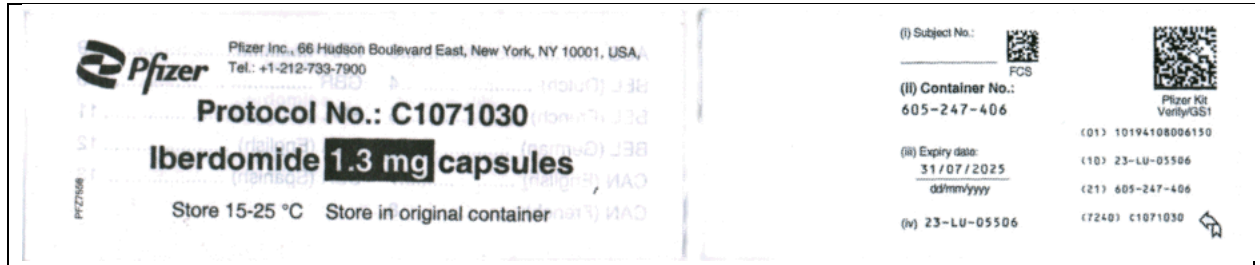 Pfizer
Pfizer Inc., 66 Hudson Boulevard East, New York, NY 10001, USA,
Tel.: +1-212-733-7900
Protocol No.: C1071030
Iberdomide 1.3 mg capsules
Store 15-25 °C Store in original container
PFZ7558
(i) Subject No.:
FCS
(ii) Container No.:
605-247-406
(iii) Expiry date:
31/07/2025
dd/mm/yyyy
(iv) 23-LU-05506
Pfizer Kit
Verify/GS1
(01) 10194108006150
(10) 23-LU-05506
(21) 605-247-406
(7240) C1071030